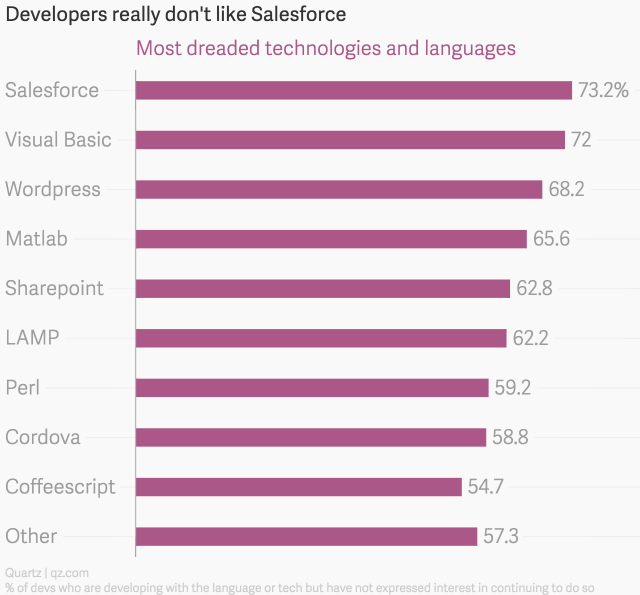 Developers really don't like Salesforce
Most dreaded technologies and languages
Salesforce 73.2%
Visual Basic 72
Wordpress 68.2
Matlab 65.6
Sharepoint 62.8
LAMP 62.2
Perl 59.2
Cordova 58.8
Coffeescript 54.7
Other 57.3
Quartz | qz.com
% of devs who are developing with the language or tech but have not expressed interest in continuing to do so